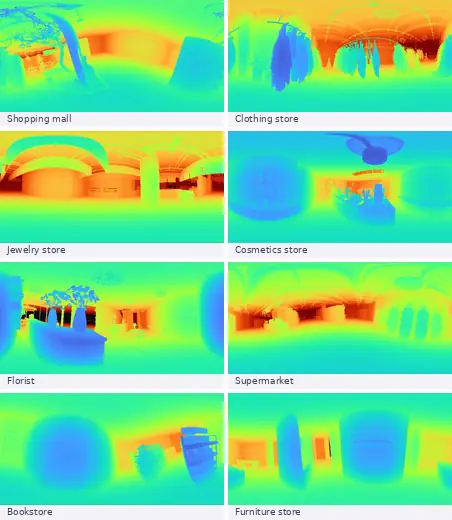 Shopping mall
Clothing store
Jewelry store
Cosmetics store
Florist
Supermarket
Bookstore
Furniture store